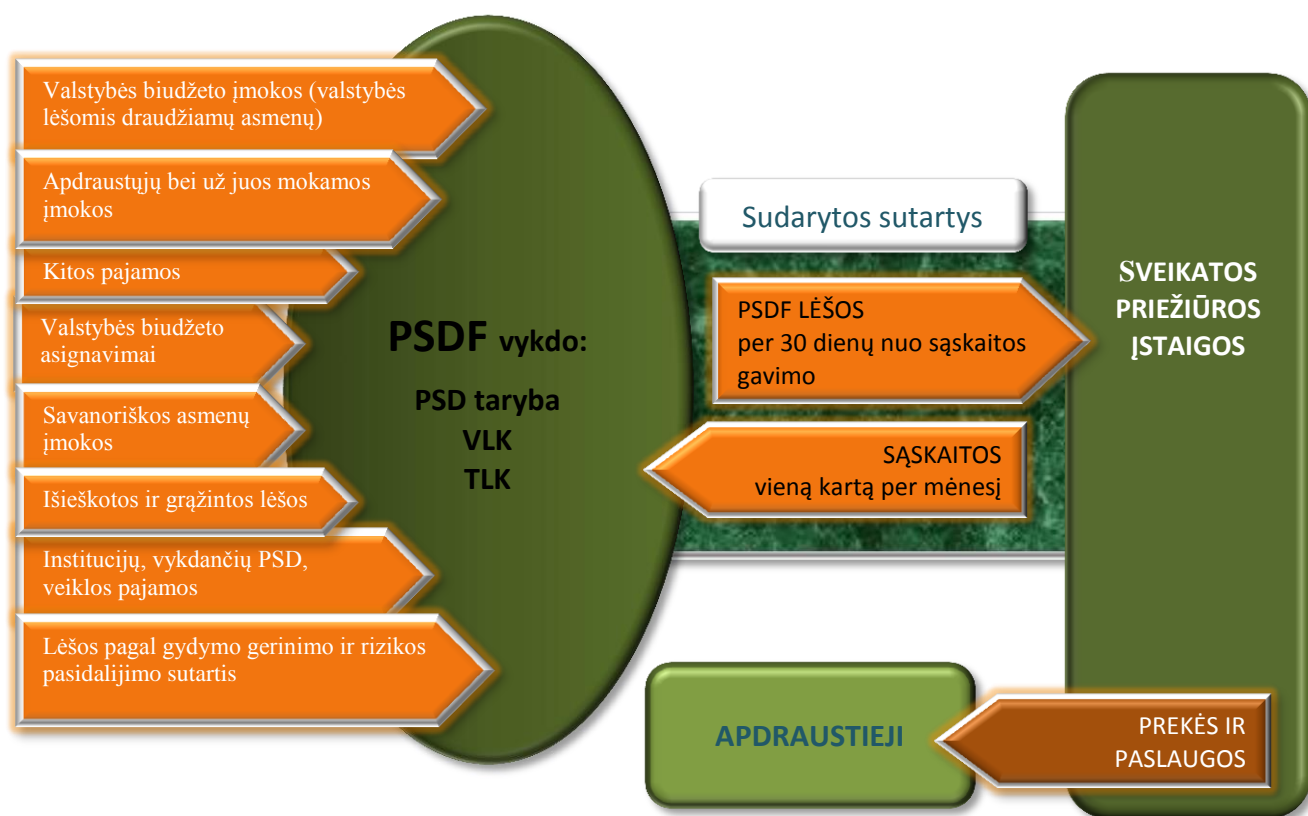 Valstybės biudžeto įmokos (valstybės
lėšomis draudžiamų asmenų)
Apdraustųjų bei už juos mokamos
įmokos
Kitos pajamos
Valstybės biudžeto
asignavimai
Savanoriškos asmenų
įmokos
Išieškotos ir grąžintos lėšos
Institucijų, vykdančių PSD,
veiklos pajamos
Lėšos pagal gydymo gerinimo ir rizikos
pasidalijimo sutartis
PSDF vykdo:
PSD taryba
VLK
TLK
Sudarytos sutartys
PSDF LĖŠOS
per 30 dienų nuo sąskaitos
gavimo
SĄSKAITOS
vieną kartą per mėnesį
SVEIKATOS
PRIEŽIŪROS
ĮSTAIGOS
APDRAUSTIEJI
PREKĖS IR
PASLAUGOS